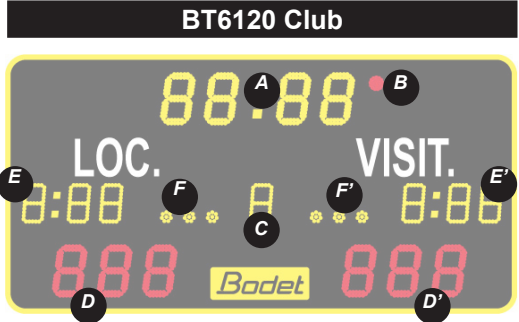 BT6120 Club
88:88
A
B
LOC.
VISIT.
E
E'
8:88
F
8
F'
8:88
C
888
Bodet
888
D
D'